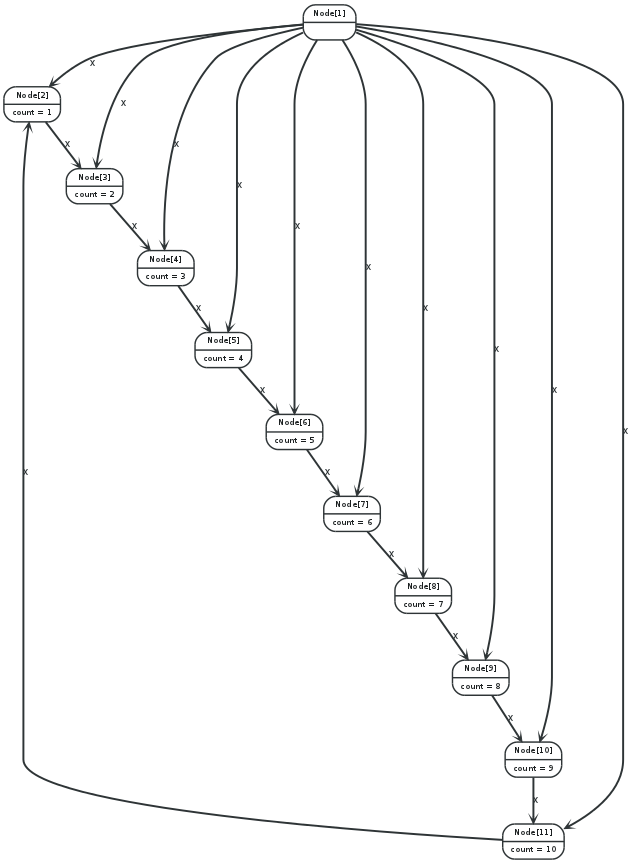 Node[1]
x
Node[2]
count = 1
x
x
Node[3]
count = 2
x
x
Node[4]
count = 3
x
x
Node[5]
count = 4
x
x
Node[6]
count = 5
x
x
Node[7]
count = 6
x
x
Node[8]
count = 7
x
x
Node[9]
count = 8
x
x
Node[10]
count = 9
x
x
Node[11]
count = 10
x